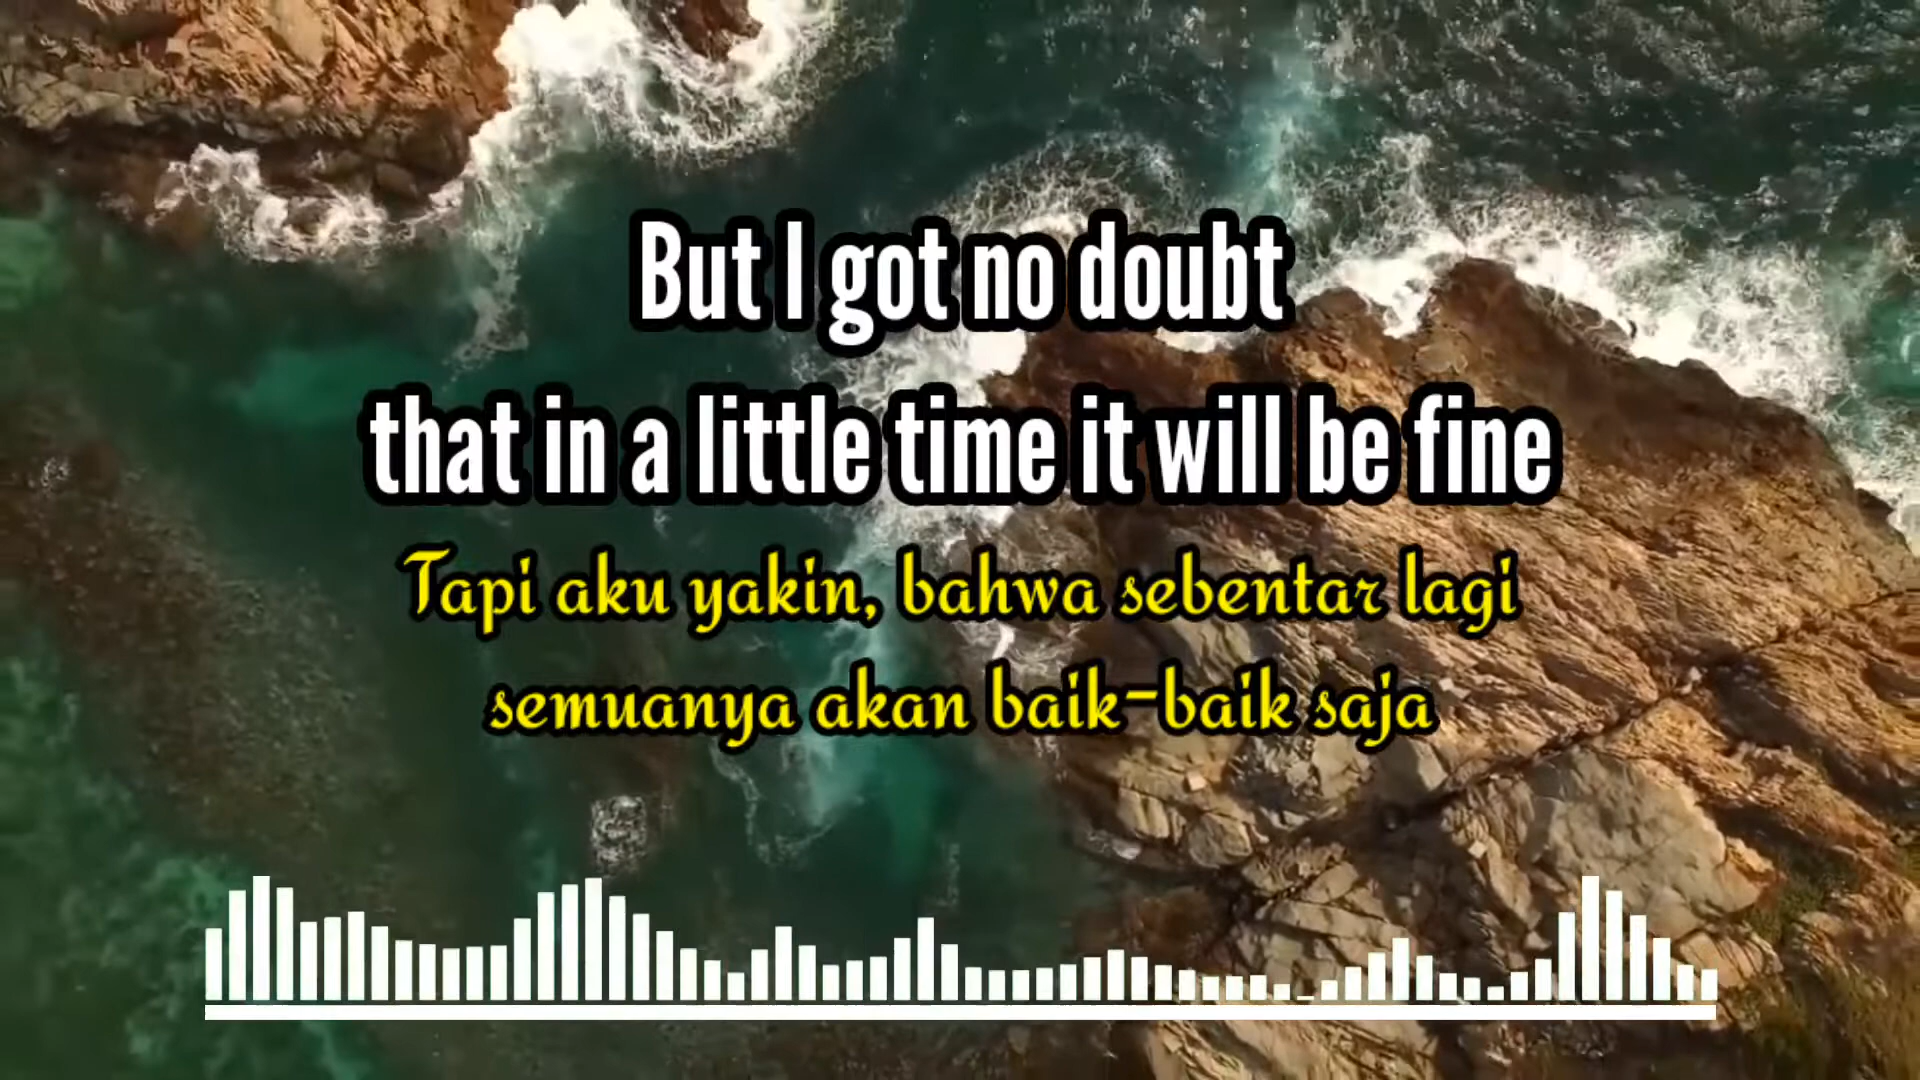 But I got no doubt
that in a little time it will be fine
Tapi aku yakin, bahwa sebentar lagi
semuanya akan baik-baik saja